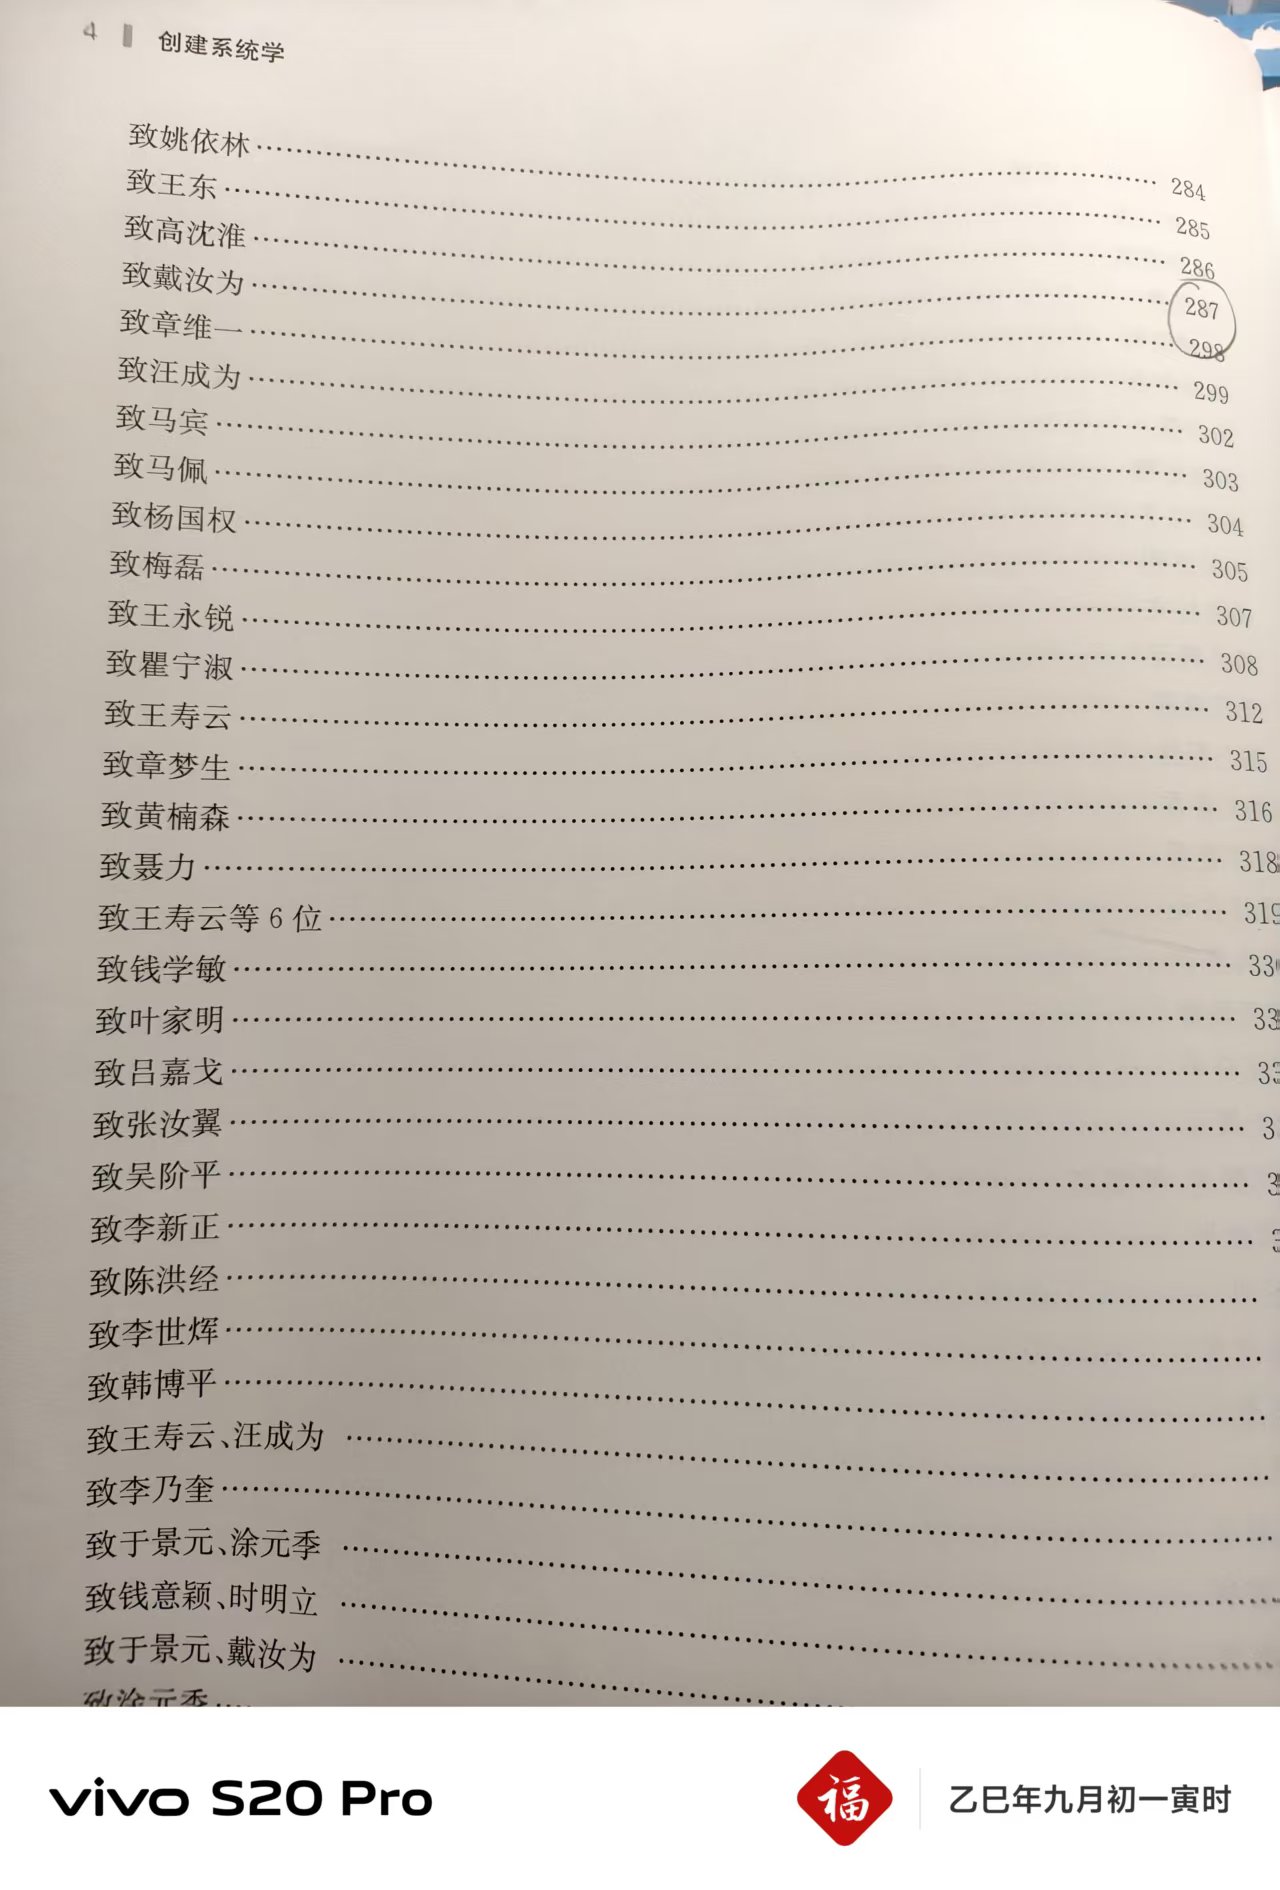 4 创建系统学
致姚依林 284
致王东 285
致高沈淮 286
致戴汝为 287
致章维一 298
致汪成为 299
致马宾 302
致马佩 303
致杨国权 304
致梅磊 305
致王永锐 307
致瞿宁淑 308
致王寿云 312
致章梦生 315
致黄楠森 316
致聂力 318
致王寿云等 6 位 319
致钱学敏 33
致叶家明 33
致吕嘉戈 33
致张汝翼 3
致吴阶平 3
致李新正 3
致陈洪经
致李世辉
致韩博平
致王寿云、汪成为
致李乃奎
致于景元、涂元季
致钱意颖、时明立
致于景元、戴汝为
致涂元季
vivo S20 Pro 福 乙巳年九月初一寅时